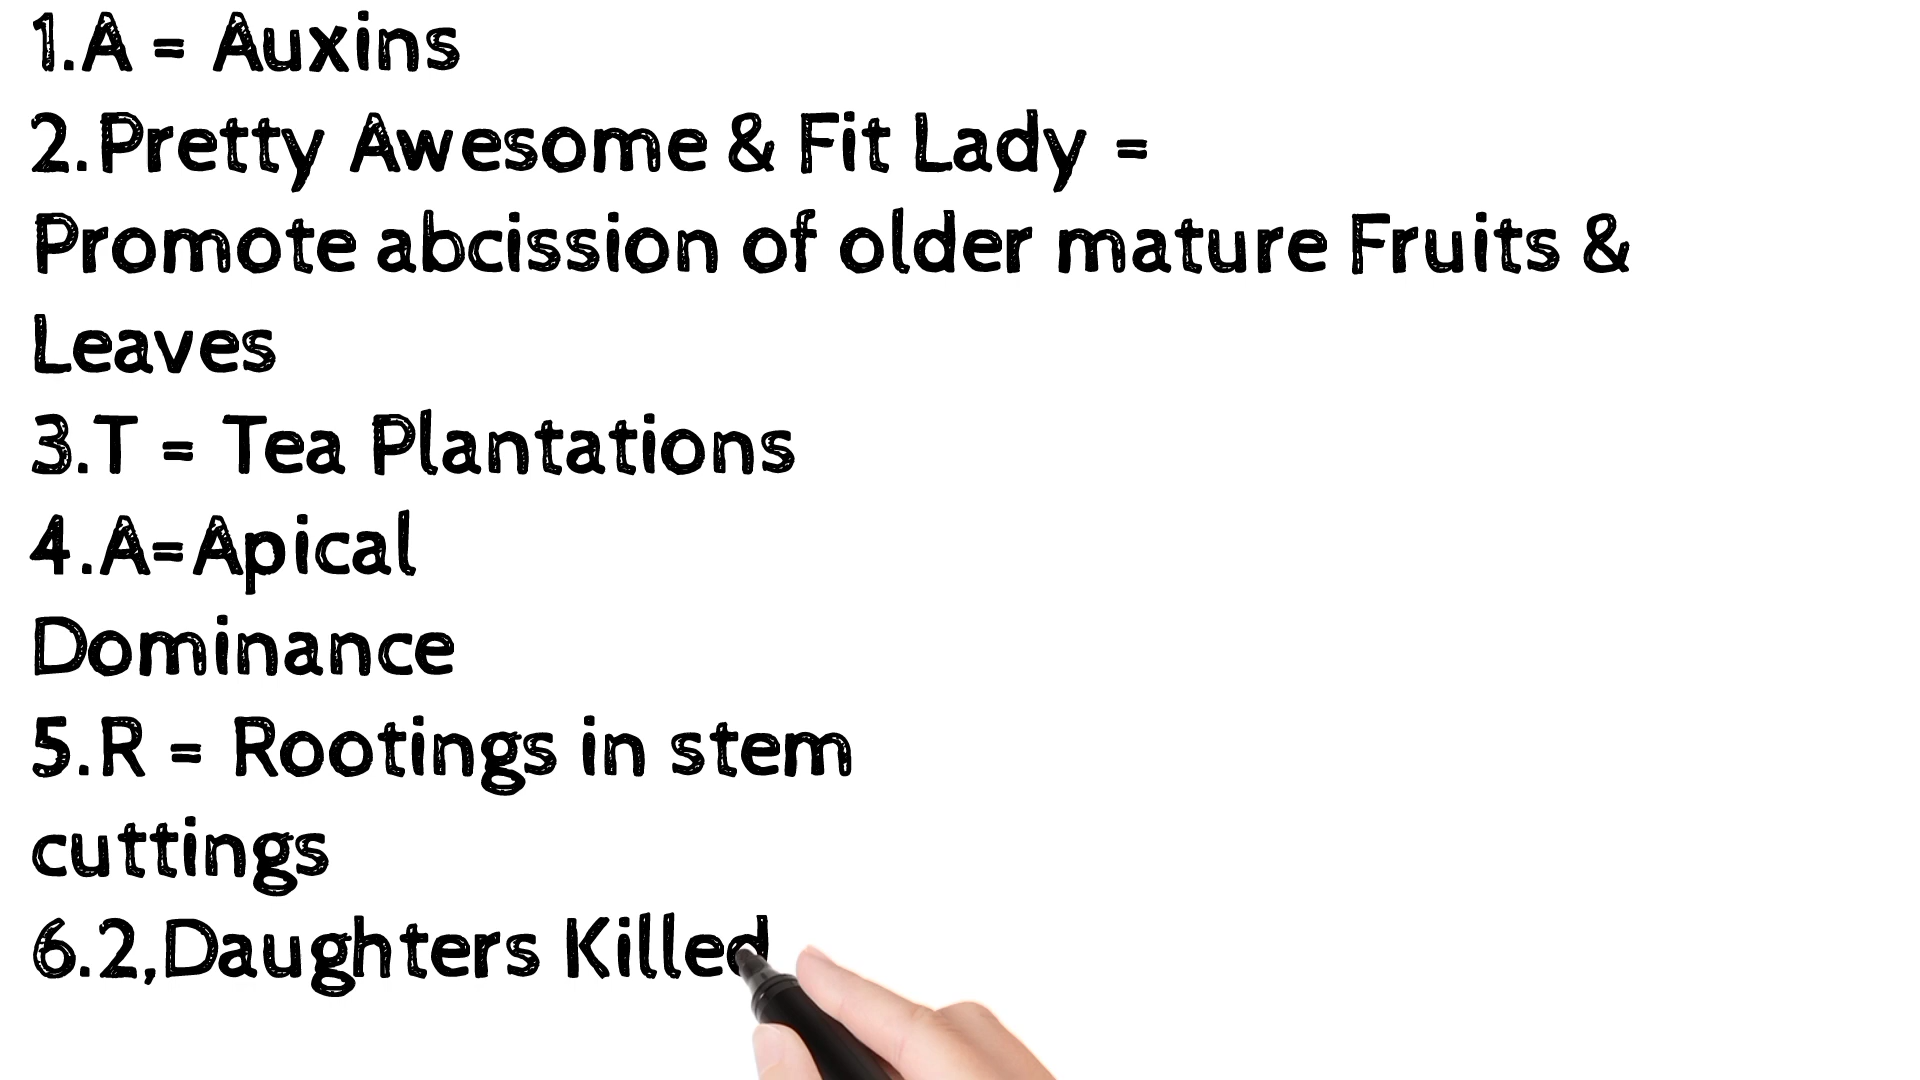 1.A = Auxins
2.Pretty Awesome & Fit Lady =
Promote abcission of older mature Fruits &
Leaves
3.T = Tea Plantations
4.A=Apical
Dominance
5.R = Rootings in stem
cuttings
6.2,Daughters Killed